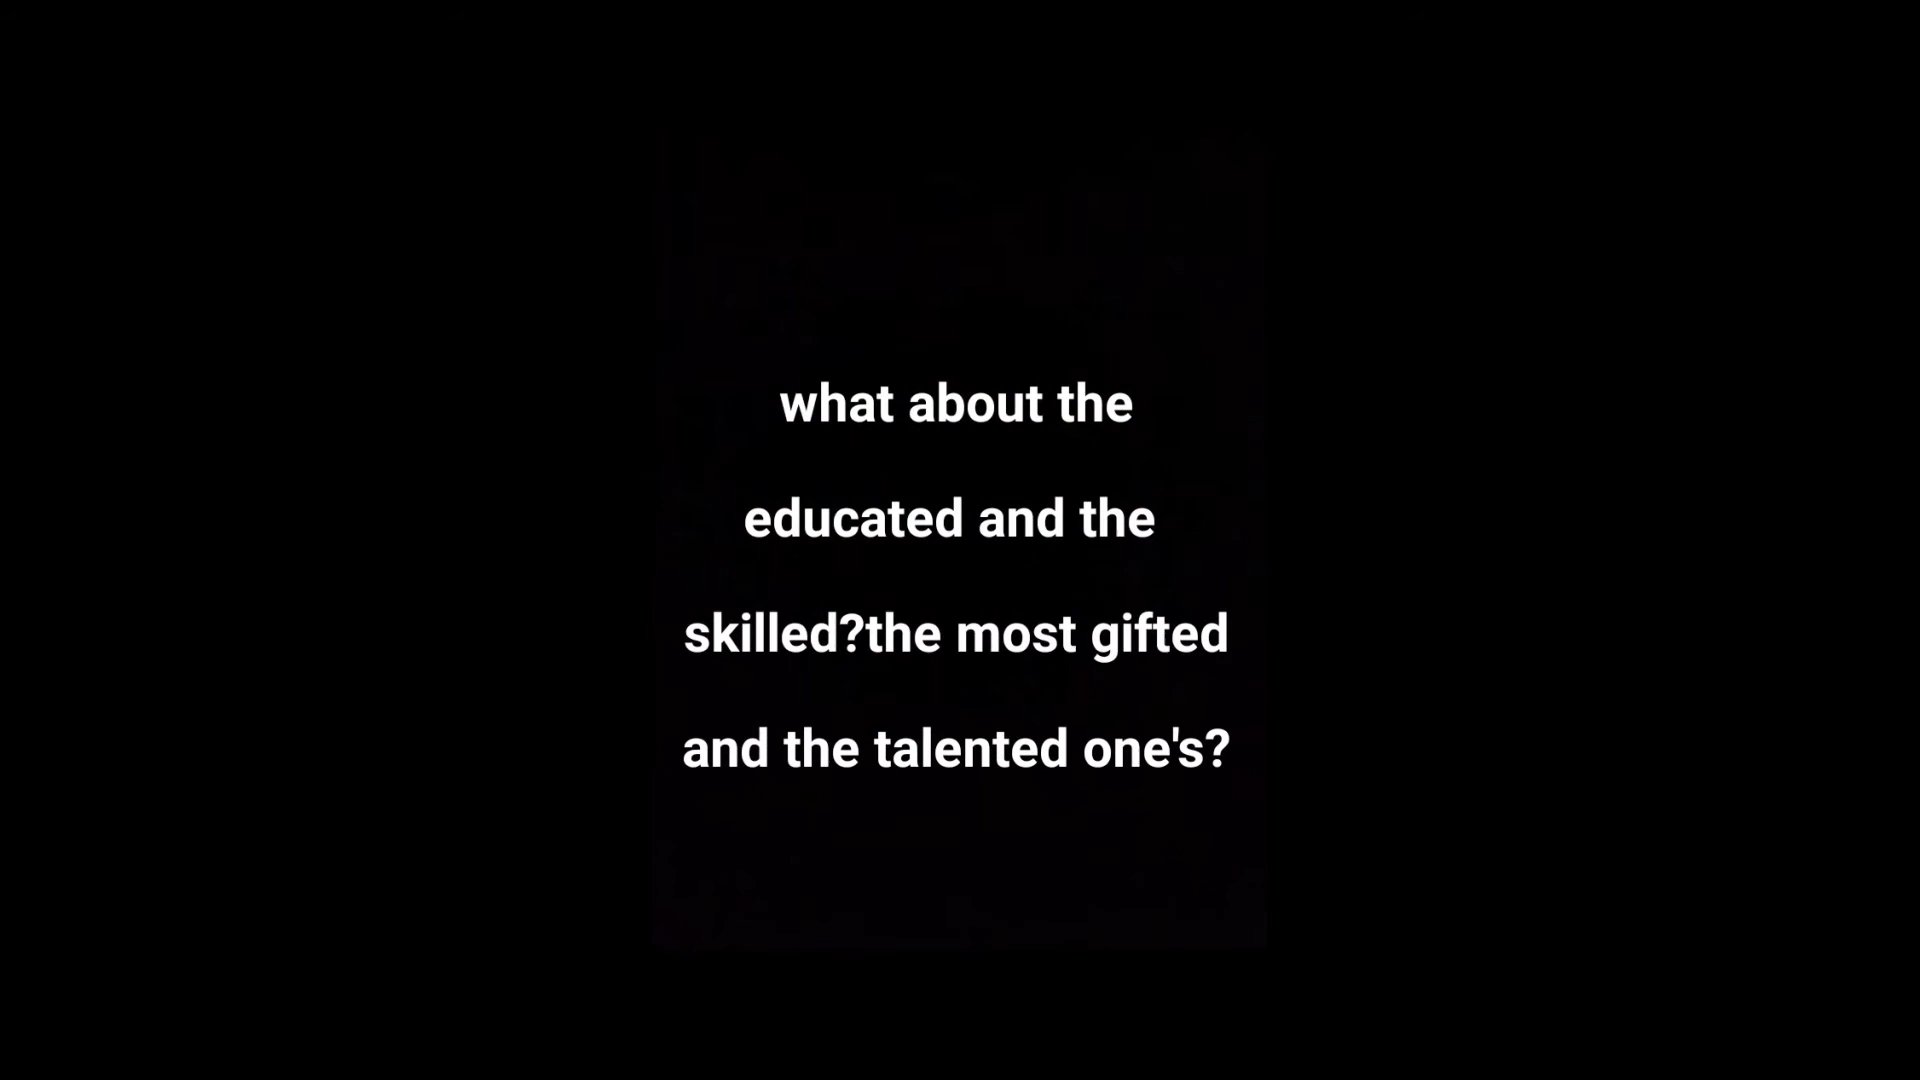 what about the
educated and the
skilled?the most gifted
and the talented one's?